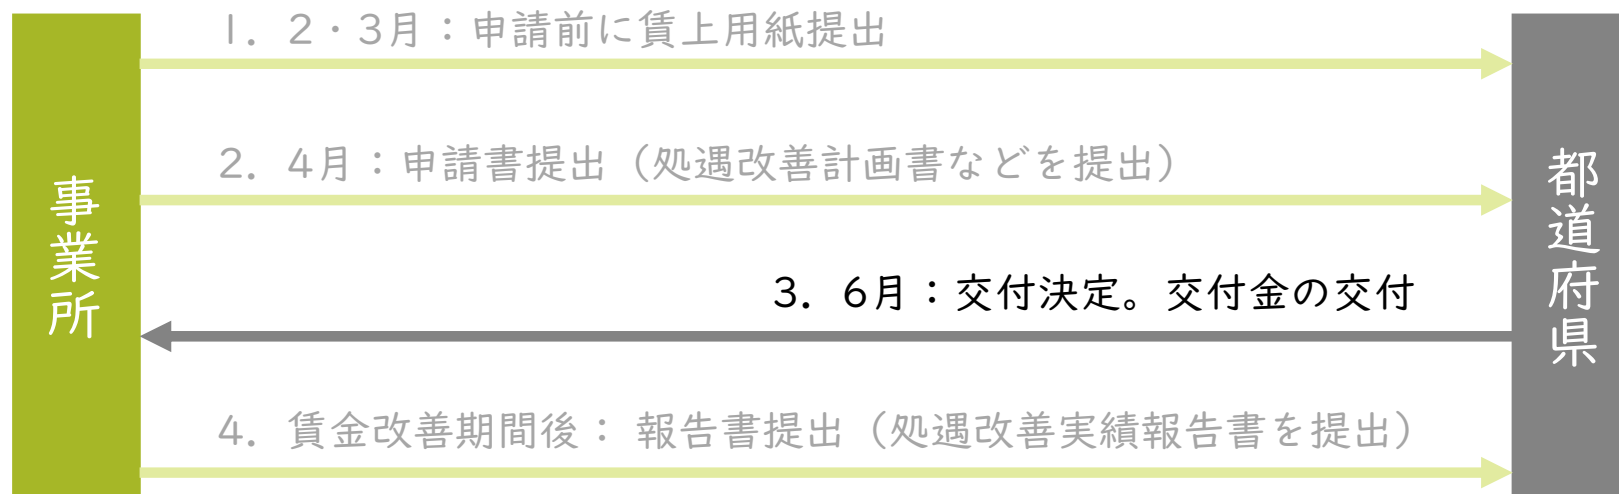 1. 2・3月：申請前に賃上用紙提出
2. 4月：申請書提出（処遇改善計画書などを提出）
事業所
都道府県
3. 6月：交付決定。交付金の交付
4. 賃金改善期間後： 報告書提出（処遇改善実績報告書を提出）